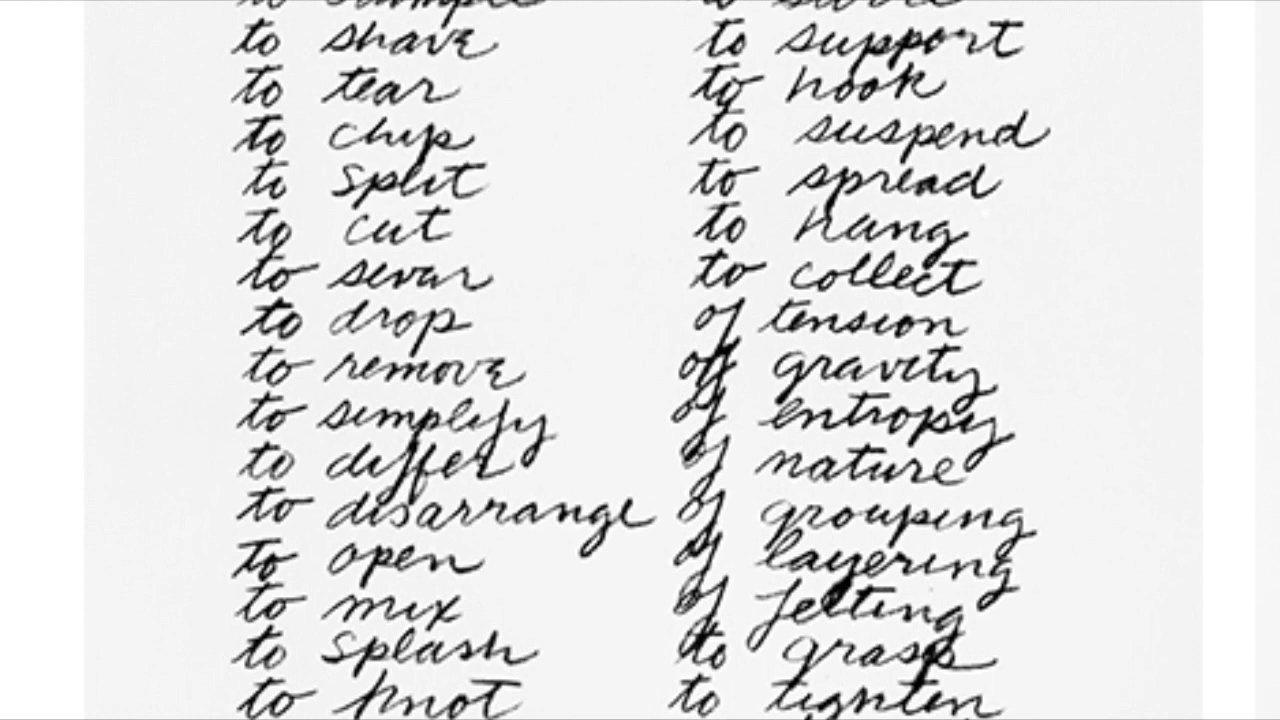 to shave
to tear
to chip
to split
to cut
to sever
to drop
to remove
to simplify
to differ
to disarrange
to open
to mix
to splash
to knot
to support
to hook
to suspend
to spread
to hang
to collect
of tension
of gravity
of entropy
of nature
of grouping
of layering
of felting
to grasp
to tighten